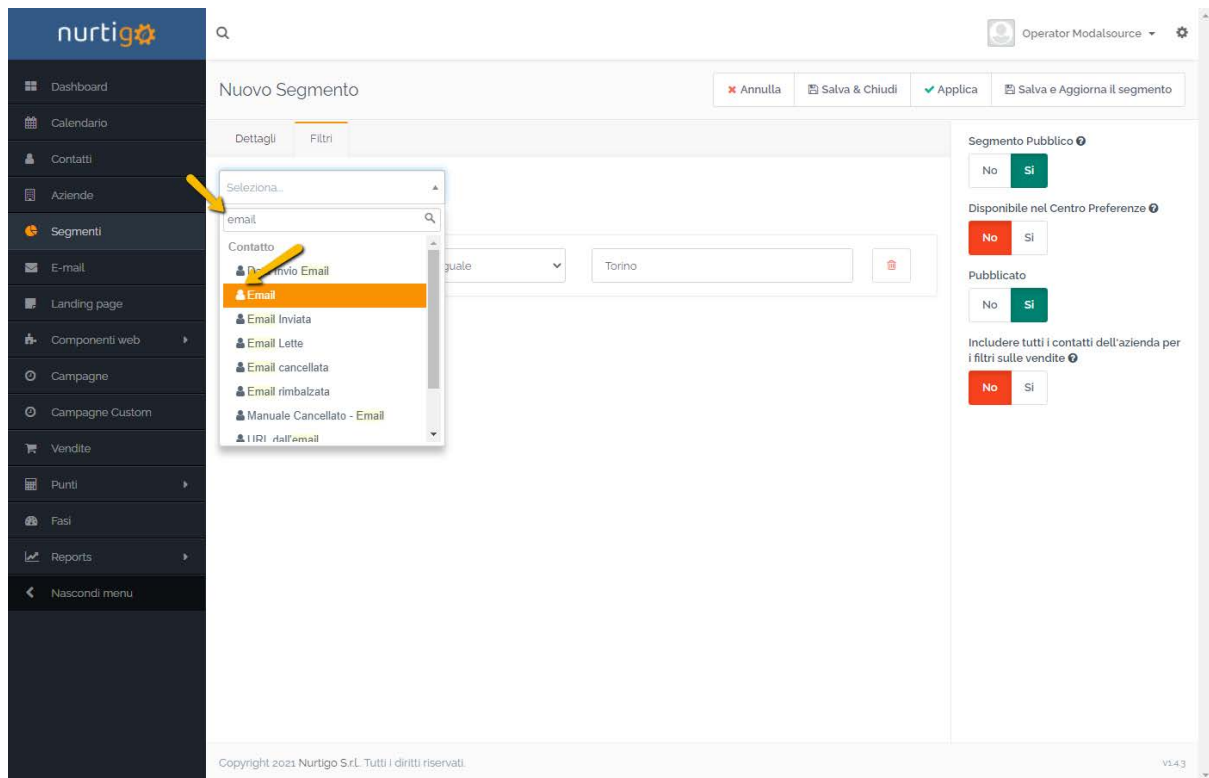 nurtigo
Operator Modalsource
Dashboard
Calendario
Contatti
Aziende
Segmenti
E-mail
Landing page
Componenti web
Campagne
Campagne Custom
Vendite
Punti
Fasi
Reports
Nascondi menu
Nuovo Segmento
Annulla
Salva & Chiudi
Applica
Salva e Aggiorna il segmento
Dettagli
Filtri
Seleziona...
email
Contatto
Invio Email
Email
Email Inviata
Email Lette
Email cancellata
Email rimbalzata
Manuale Cancellato - Email
URL dall'email
guale
Torino
Segmento Pubblico
No
Si
Disponibile nel Centro Preferenze
No
Si
Pubblicato
No
Si
Includere tutti i contatti dell'azienda per
i filtri sulle vendite
No
Si
Copyright 2021 Nurtigo S.r.l. Tutti i diritti riservati.
v1.4.3